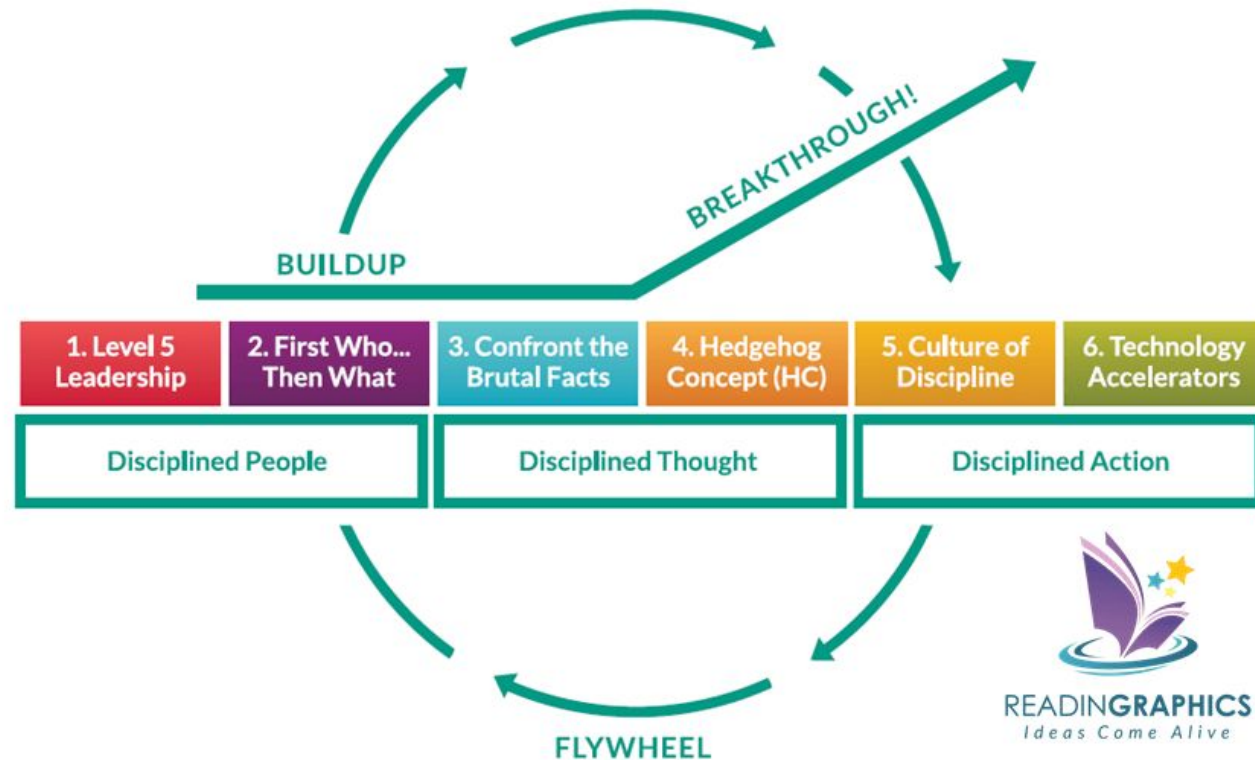 BREAKTHROUGH!
BUILDUP
1. Level 5
Leadership
2. First Who...
Then What
3. Confront the
Brutal Facts
4. Hedgehog
Concept (HC)
5. Culture of
Discipline
6. Technology
Accelerators
Disciplined People
Disciplined Thought
Disciplined Action
FLYWHEEL
READINGRAPHICS
Ideas Come Alive